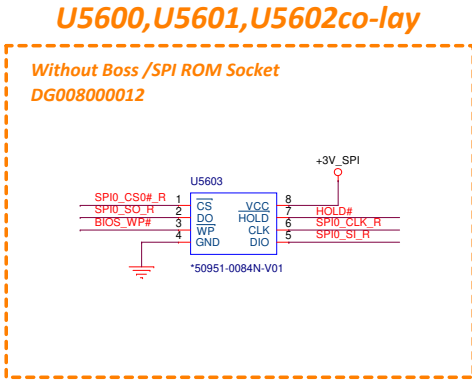 U5600,U5601,U5602co-lay
Without Boss /SPI ROM Socket
DG008000012
+3V_SPI
U5603
SPI0_CS0#_R 1 CS VCC 8
SPI0_SO_R 2 DO HOLD 7 HOLD#
BIOS_WP# 3 WP CLK 6 SPI0_CLK_R
4 GND DIO 5 SPI0_SI_R
*50951-0084N-V01